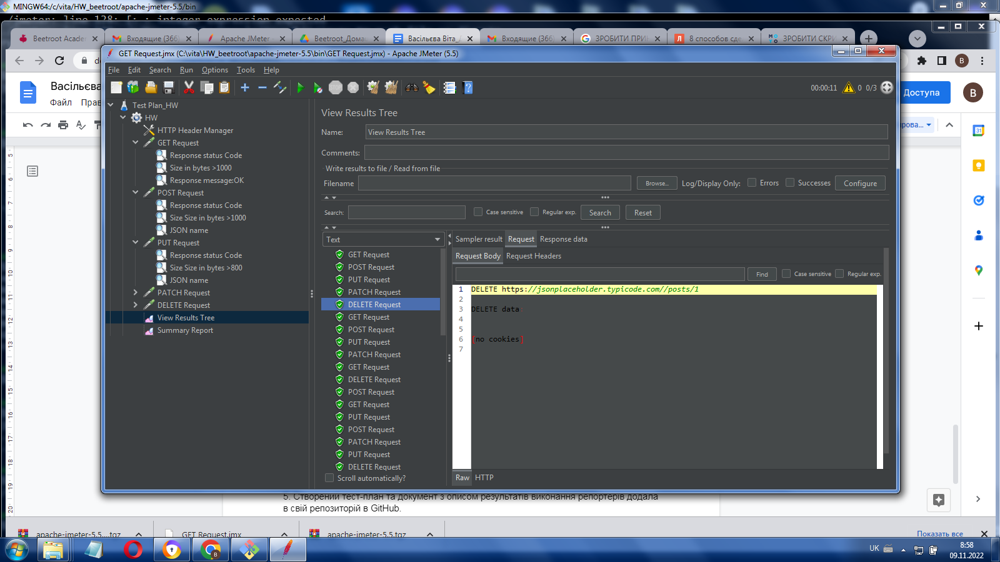 MINGW64:/c/vita/HW_beetroot/apache-jmeter-5.5/bin
/jmeter: line 128: [: : integer expression expected
Beetroot Acade
Входящие (366)
Apache JMeter -
Beetroot_Домаш
Васільєва Віта_Д
Входящие (366)
ЗРОБИТИ ПРИН
8 способов сде
ЗРОБИТИ СКРИ
GET Request.jmx (C:\vita\HW_beetroot\apache-jmeter-5.5\bin\GET Request.jmx) - Apache JMeter (5.5)
File Edit Search Run Options Tools Help
00:00:11 0 0/3
Васільєва
Файл Прав
Доступа
B
B
рова...
Test Plan_HW
HW
HTTP Header Manager
GET Request
Response status Code
Size in bytes >1000
Response message:OK
POST Request
Response status Code
Size Size in bytes >1000
JSON name
PUT Request
Response status Code
Size Size in bytes >800
JSON name
PATCH Request
DELETE Request
View Results Tree
Summary Report
View Results Tree
Name: View Results Tree
Comments:
Write results to file / Read from file
Filename Browse... Log/Display Only: Errors Successes Configure
Search: Case sensitive Regular exp. Search Reset
Text
GET Request
POST Request
PUT Request
PATCH Request
DELETE Request
GET Request
POST Request
PUT Request
PATCH Request
GET Request
DELETE Request
POST Request
GET Request
PUT Request
POST Request
PATCH Request
PUT Request
DELETE Request
Scroll automatically?
Sampler result Request Response data
Request Body Request Headers
Find Case sensitive Regular exp.
1 DELETE https://jsonplaceholder.typicode.com//posts/1
2
3 DELETE data
4
5
6 [no cookies]
7
Raw HTTP
5. Створений тест-план та документ з описом результатів виконання репортерів додала
в свій репозиторій в GitHub.
apache-jmeter-5.5....tgz
GET Request.jmx
apache-jmeter-5.5.tgz
Показать все
UK
8:58
09.11.2022